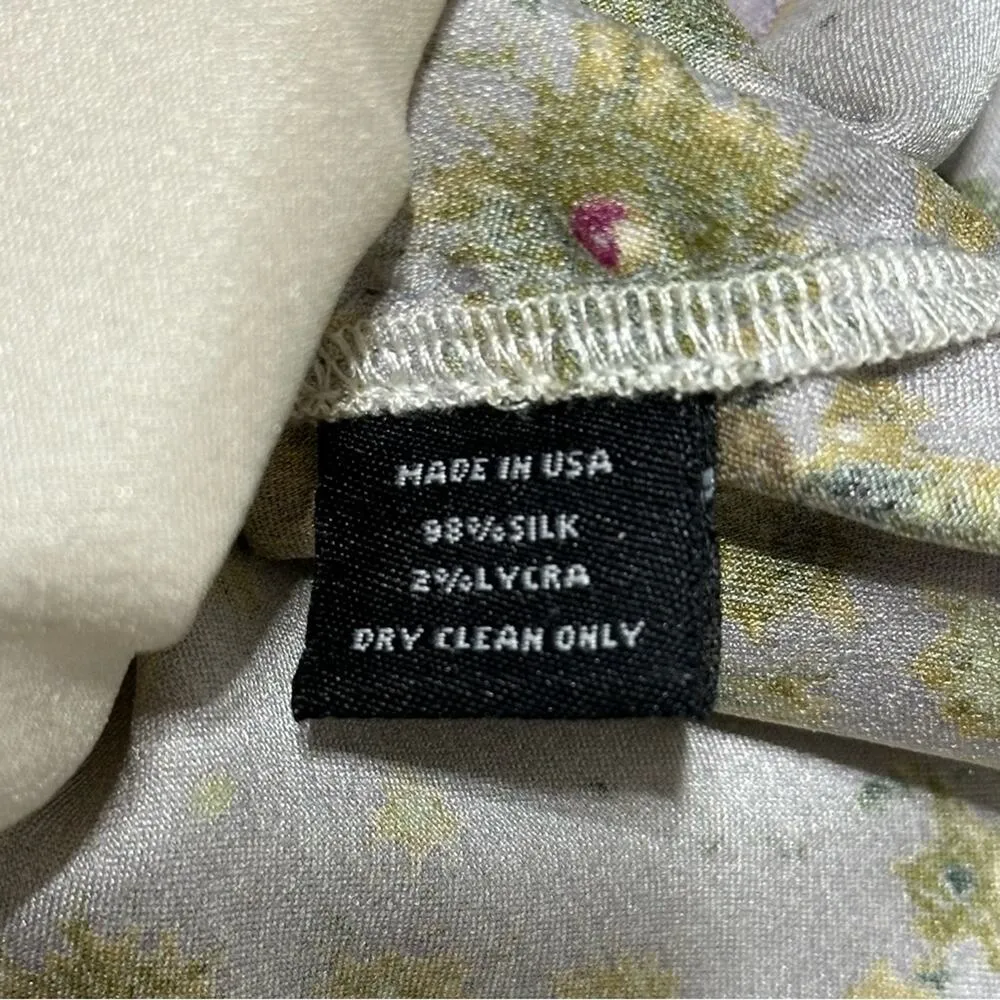 MADE IN USA
98%SILK
2%LYCRA
DRY CLEAN ONLY